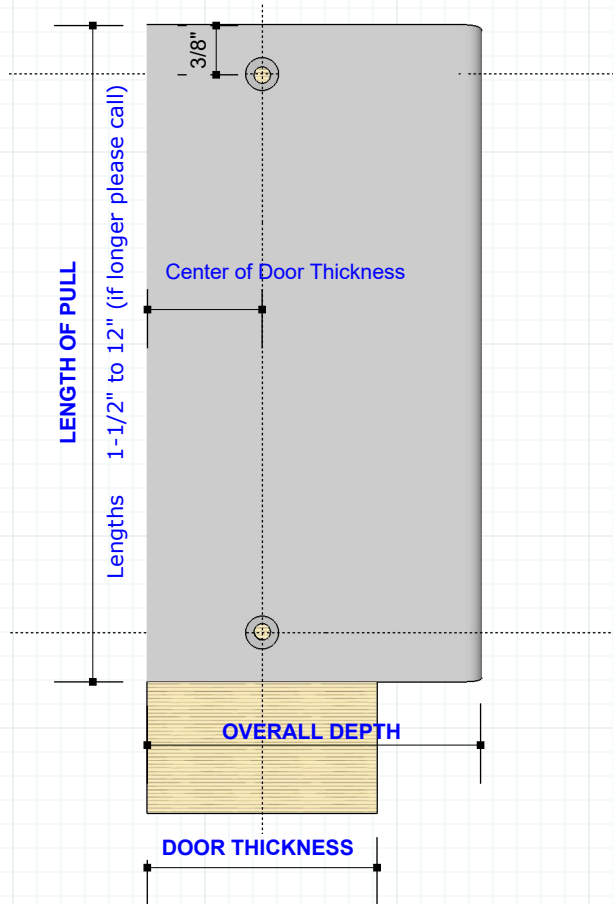 3/8"
Center of Door Thickness
LENGTH OF PULL
Lengths 1-1/2" to 12" (if longer please call)
OVERALL DEPTH
DOOR THICKNESS